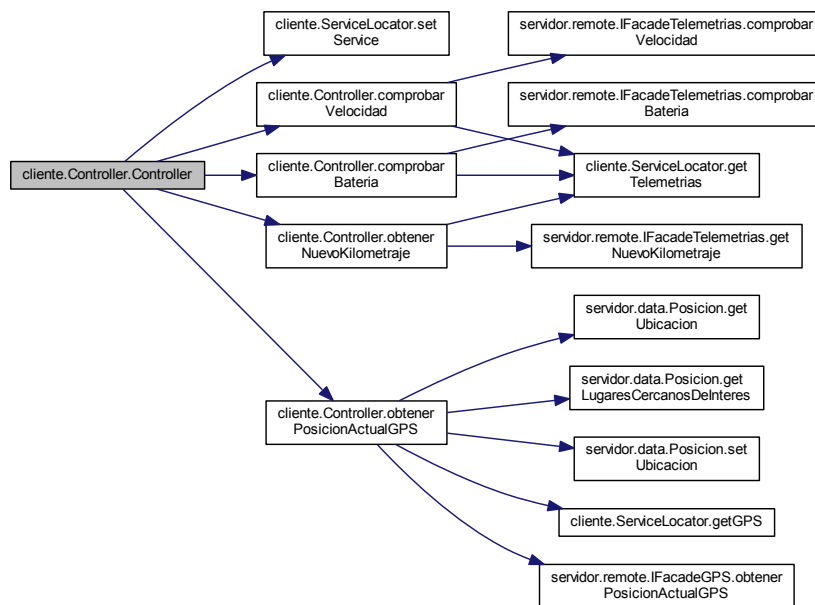 cliente.Controller.Controller
cliente.ServiceLocator.set
Service
cliente.Controller.comprobar
Velocidad
cliente.Controller.comprobar
Bateria
cliente.Controller.obtener
NuevoKilometraje
cliente.Controller.obtener
PosicionActualGPS
servidor.remote.IFacadeTelemetrias.comprobar
Velocidad
servidor.remote.IFacadeTelemetrias.comprobar
Bateria
cliente.ServiceLocator.get
Telemetrias
servidor.remote.IFacadeTelemetrias.get
NuevoKilometraje
servidor.data.Posicion.get
Ubicacion
servidor.data.Posicion.get
LugaresCercanosDeInteres
servidor.data.Posicion.set
Ubicacion
cliente.ServiceLocator.getGPS
servidor.remote.IFacadeGPS.obtener
PosicionActualGPS